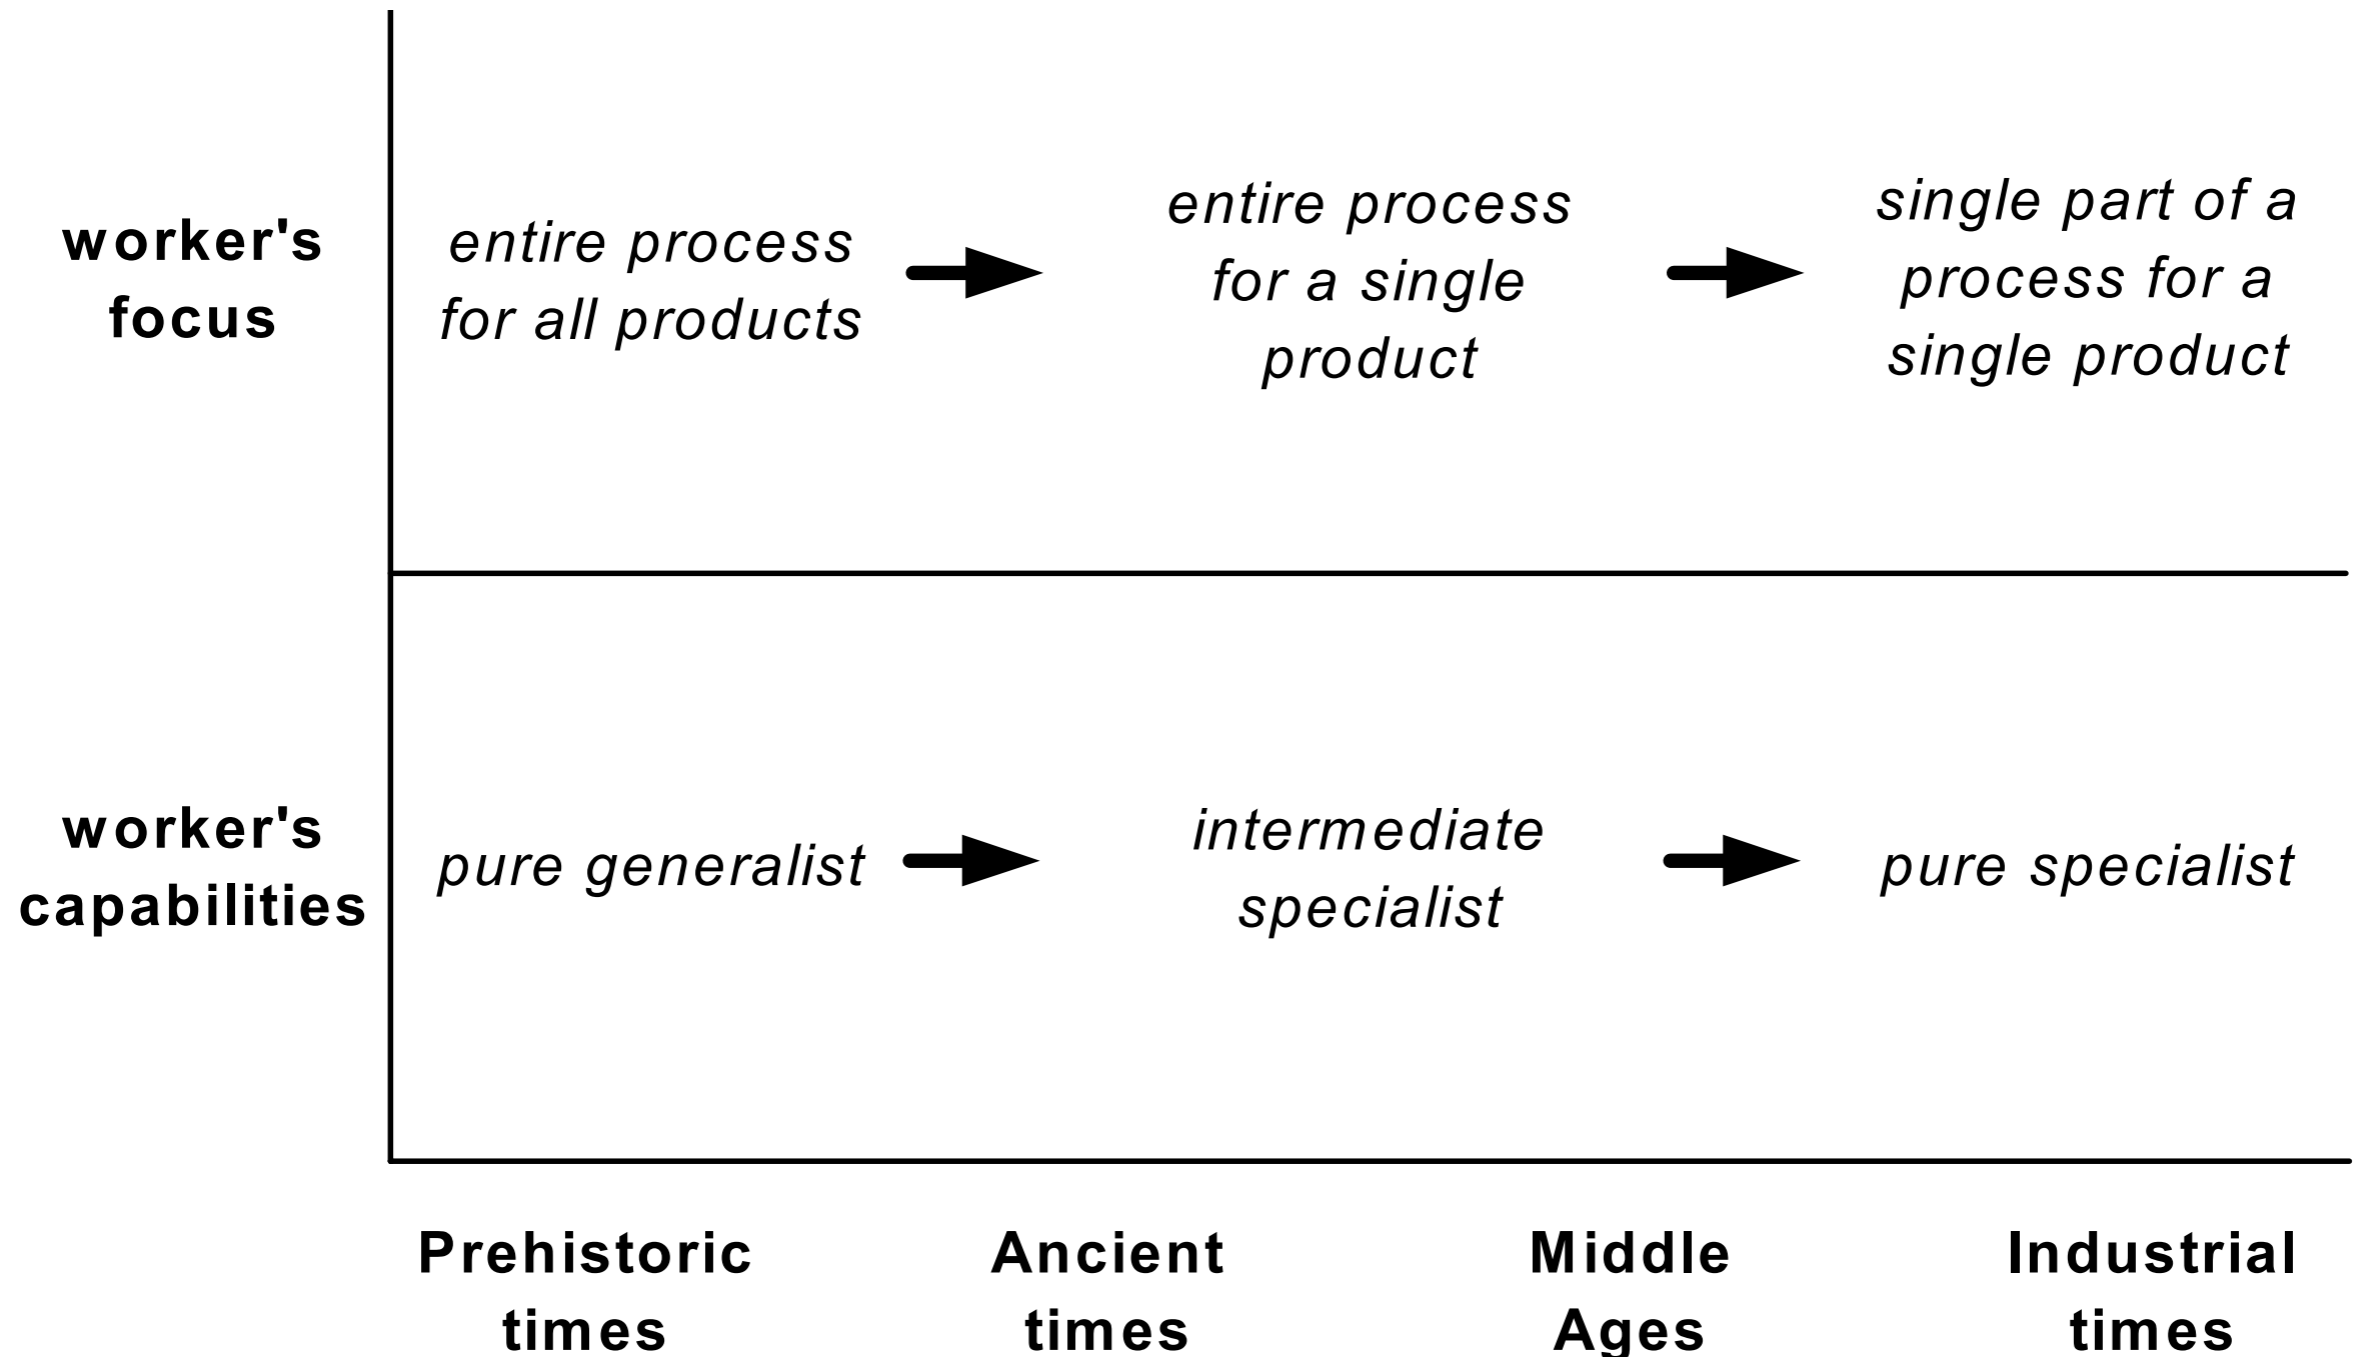 worker's
focus
entire process
for all products
entire process
for a single
product
single part of a
process for a
single product
worker's
capabilities
pure generalist
intermediate
specialist
pure specialist
Prehistoric
times
Ancient
times
Middle
Ages
Industrial
times